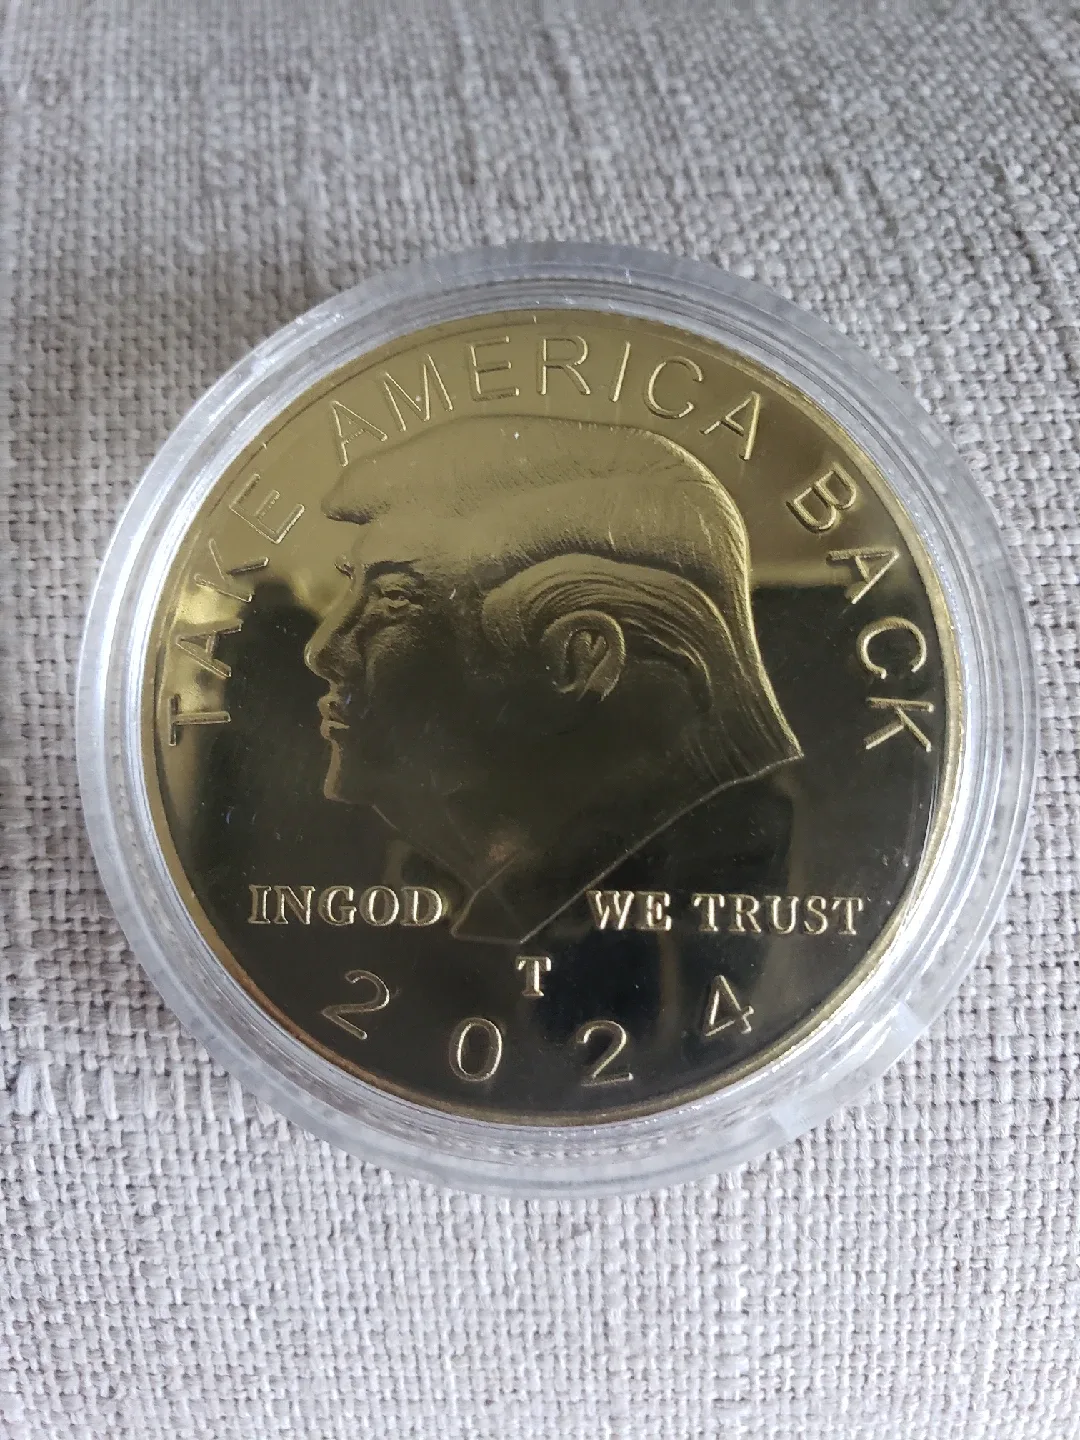 TAKE AMERICA BACK
INGOD WE TRUST
T
2024